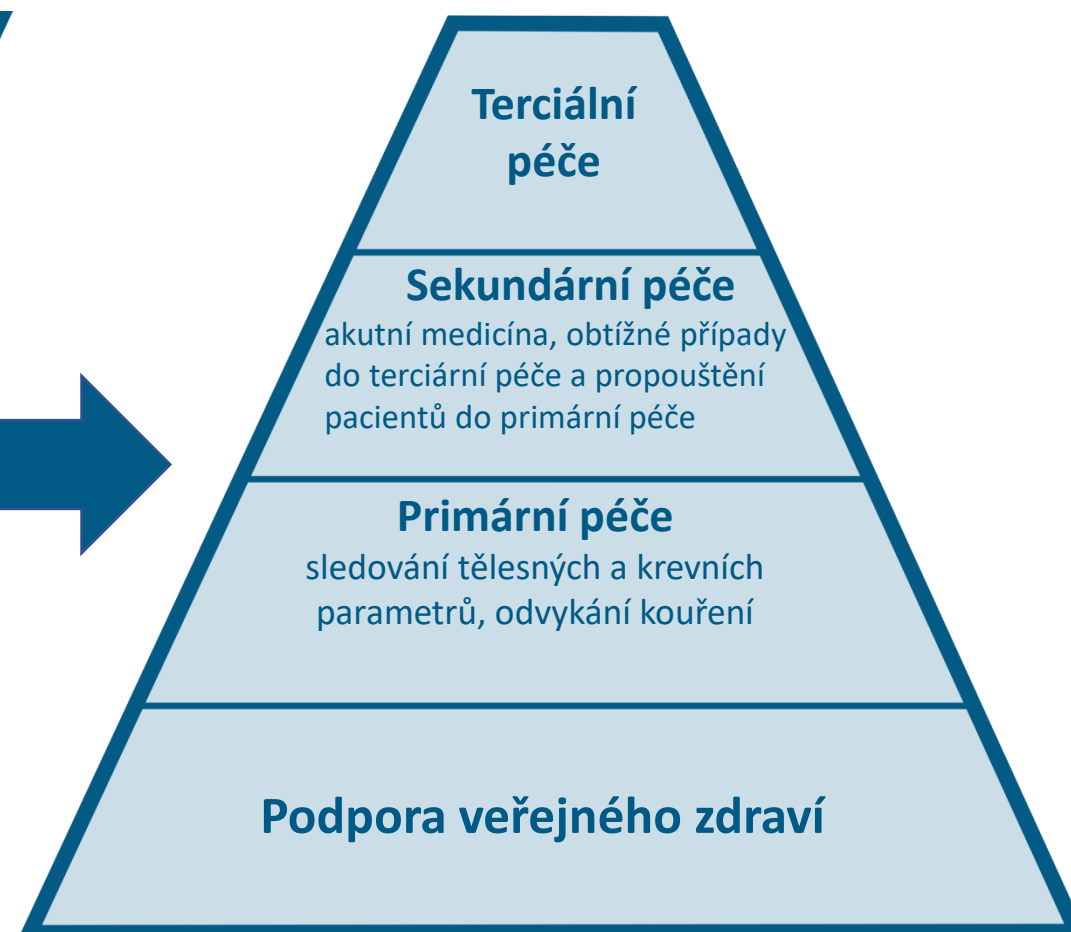 Terciální
péče
Sekundární péče
akutní medicína, obtížné případy
do terciární péče a propouštění
pacientů do primární péče
Primární péče
sledování tělesných a krevních
parametrů, odvykání kouření
Podpora veřejného zdraví